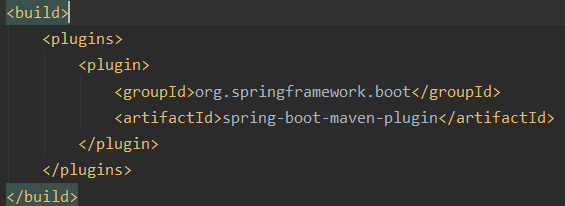 <build>
<plugins>
<plugin>
<groupId>org.springframework.boot</groupId>
<artifactId>spring-boot-maven-plugin</artifactId>
</plugin>
</plugins>
</build>